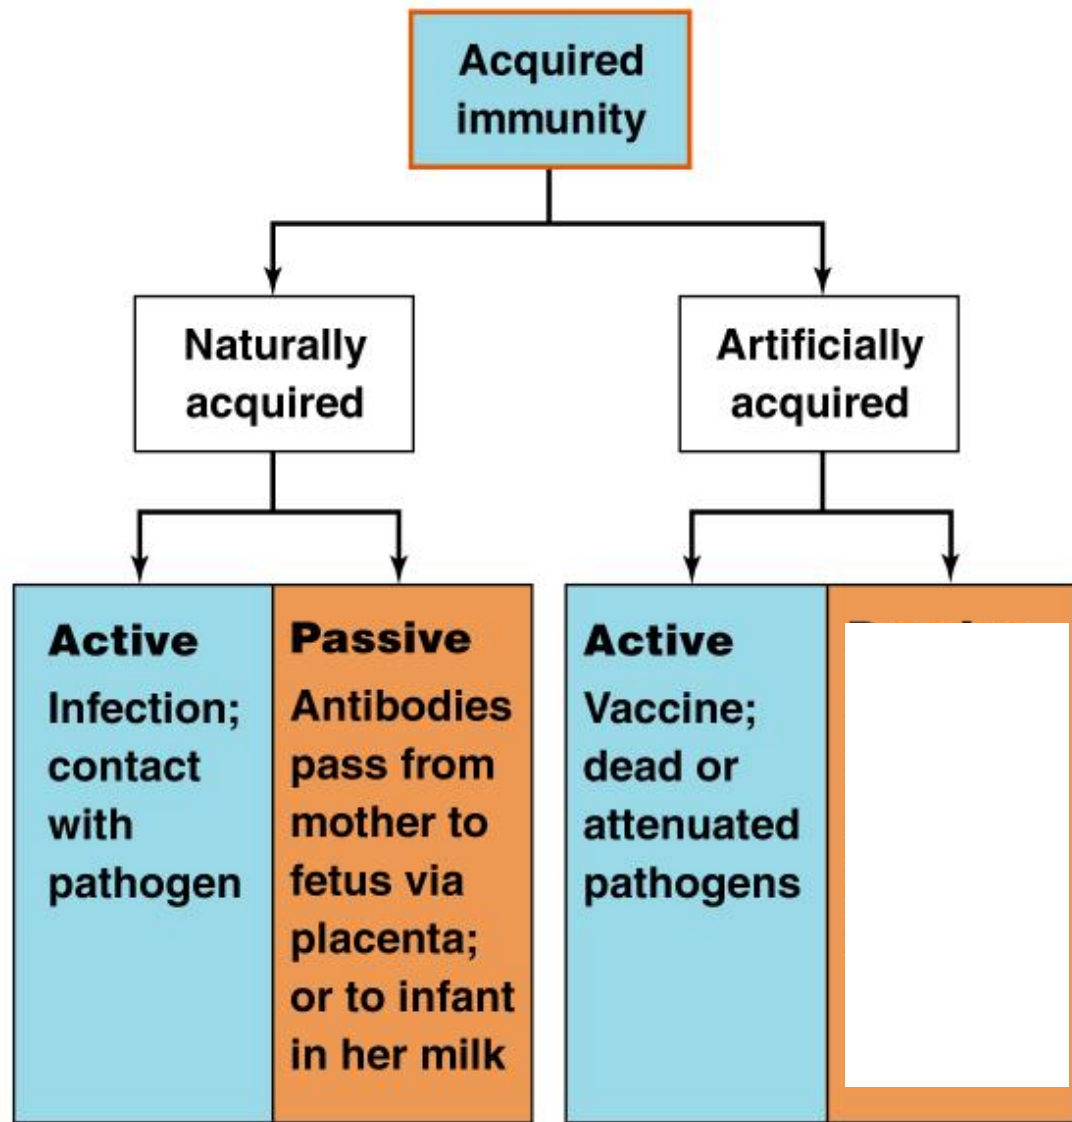 Acquired
immunity
Naturally
acquired
Artificially
acquired
Active
Infection;
contact
with
pathogen
Passive
Antibodies
pass from
mother to
fetus via
placenta;
or to infant
in her milk
Active
Vaccine;
dead or
attenuated
pathogens